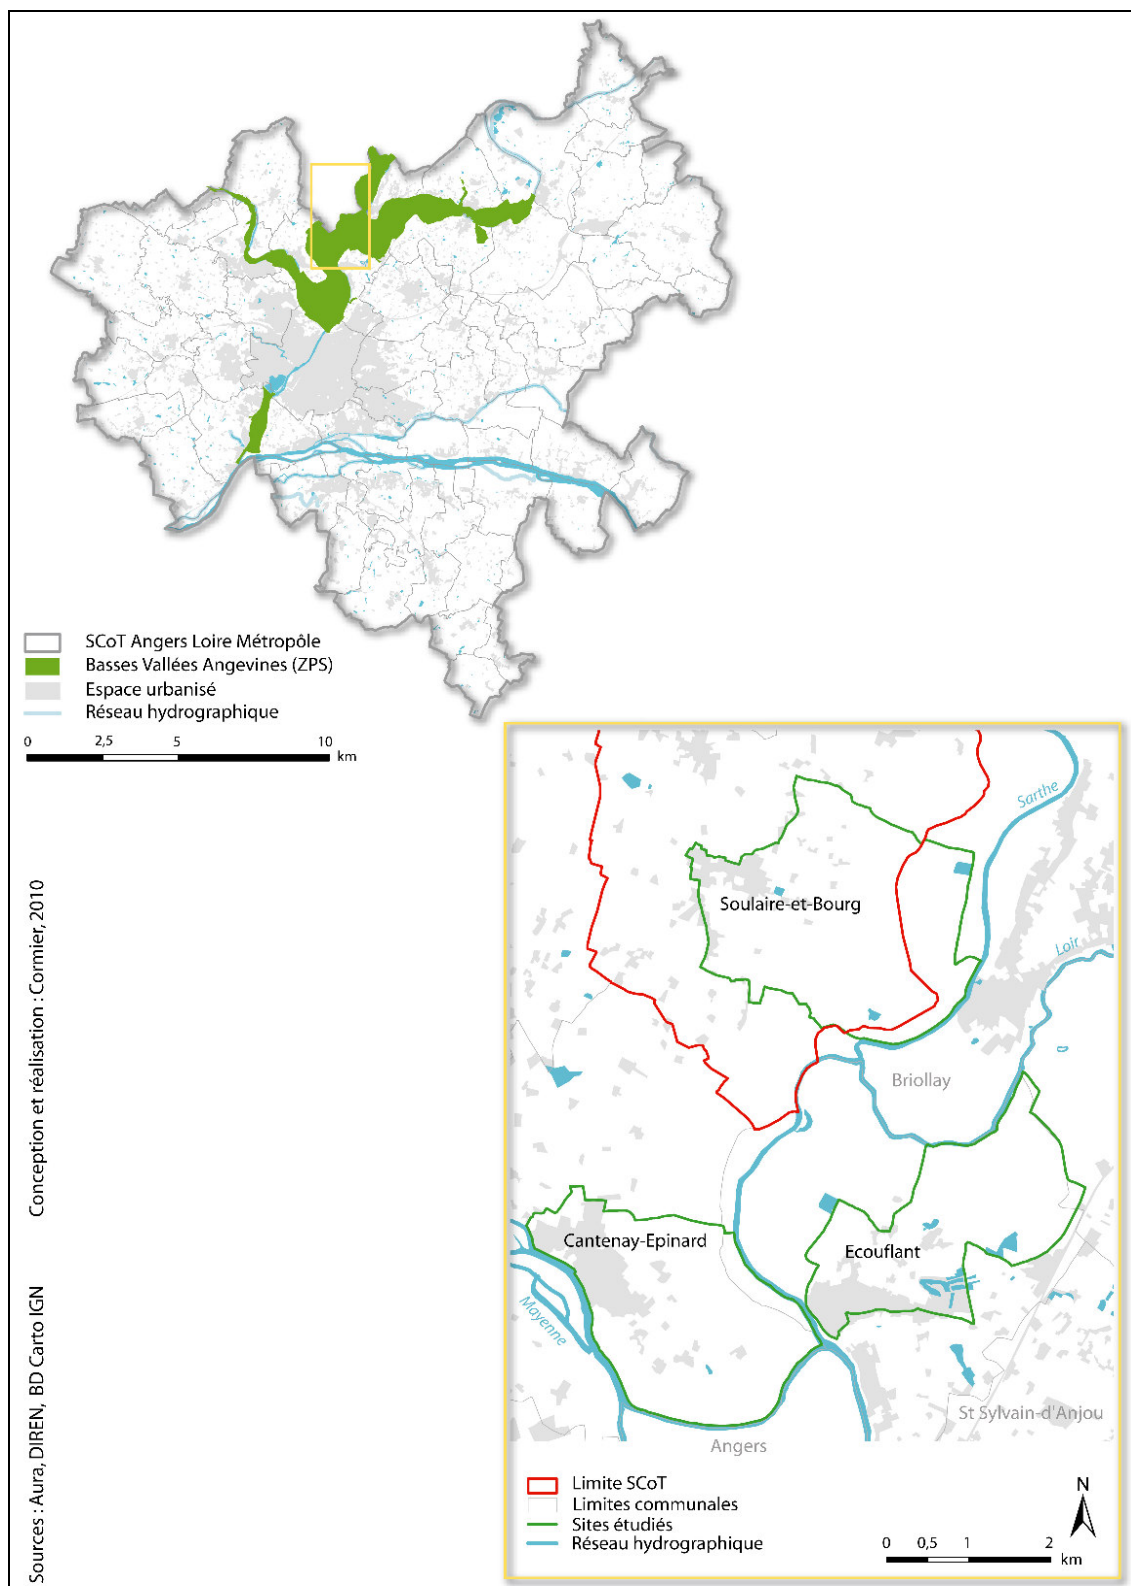 SCoT Angers Loire Métropôle
Basses Vallées Angevines (ZPS)
Espace urbanisé
Réseau hydrographique
0 2,5 5 10
km
Sarthe
Soulaire-et-Bourg
Loir
Briollay
Cantenay-Epinard
Ecouflant
Mayenne
St Sylvain-d'Anjou
Angers
Limite SCoT
Limites communales
Sites étudiés
Réseau hydrographique
N
0 0,5 1 2
km
Sources : Aura, DIREN, BD Carto IGN Conception et réalisation : Cormier, 2010